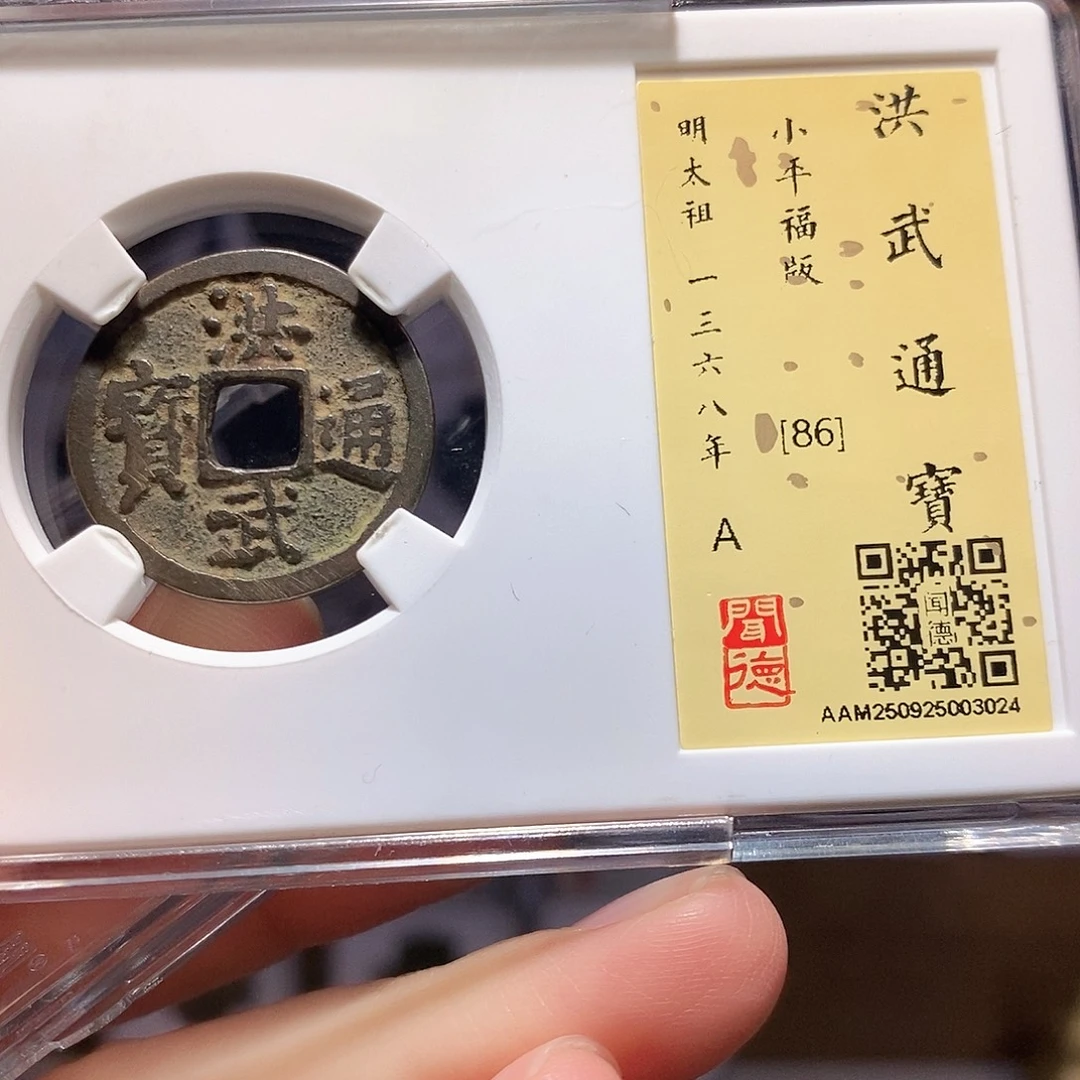 洪武通寶
洪武通寶
小平福版
[86]
明太祖 一三六八年 A
聞德
闻德
AAM250925003024